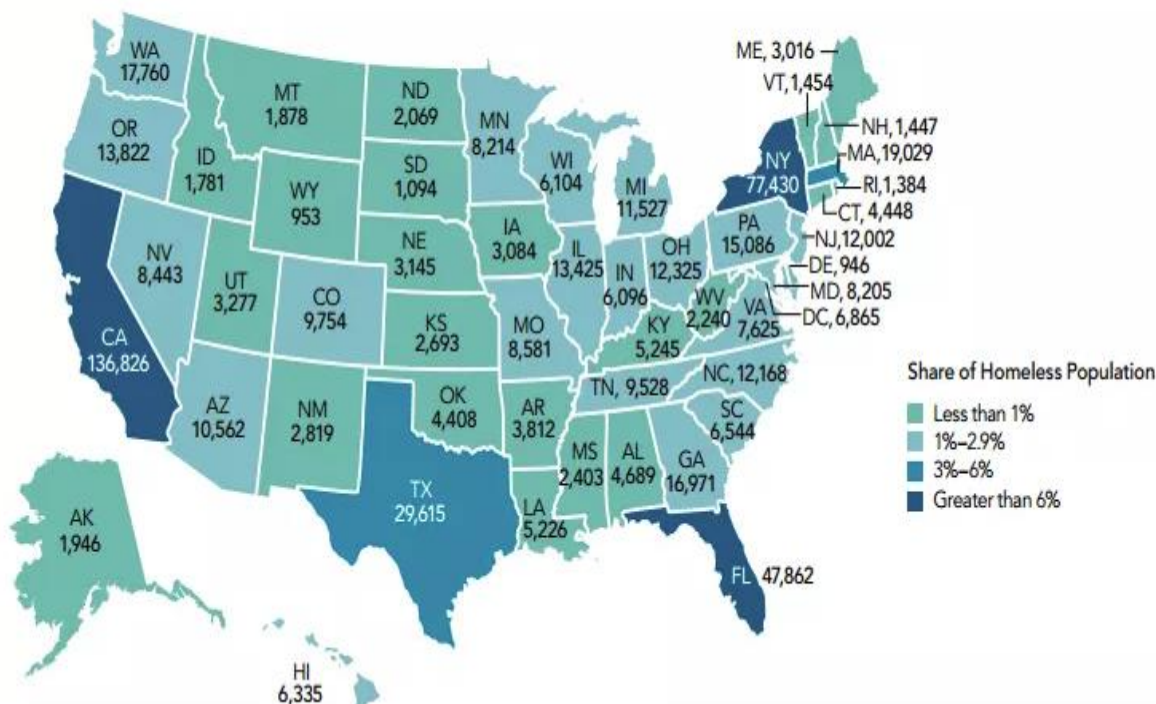 WA
17,760
OR
13,822
CA
136,826
ID
1,781
NV
8,443
MT
1,878
WY
953
UT
3,277
AZ
10,562
CO
9,754
NM
2,819
ND
2,069
SD
1,094
NE
3,145
KS
2,693
OK
4,408
TX
29,615
MN
8,214
IA
3,084
MO
8,581
AR
3,812
LA
5,226
WI
6,104
IL
13,425
MI
11,527
IN
6,096
OH
12,325
KY
5,245
TN, 9,528
MS
2,403
AL
4,689
GA
16,971
FL 47,862
SC
6,544
NC, 12,168
VA
7,625
WV
2,240
PA
15,086
NY
77,430
ME, 3,016
VT, 1,454
NH, 1,447
MA, 19,029
RI, 1,384
CT, 4,448
NJ, 12,002
DE, 946
MD, 8,205
DC, 6,865
AK
1,946
HI
6,335
Share of Homeless Population
Less than 1%
1%–2.9%
3%–6%
Greater than 6%